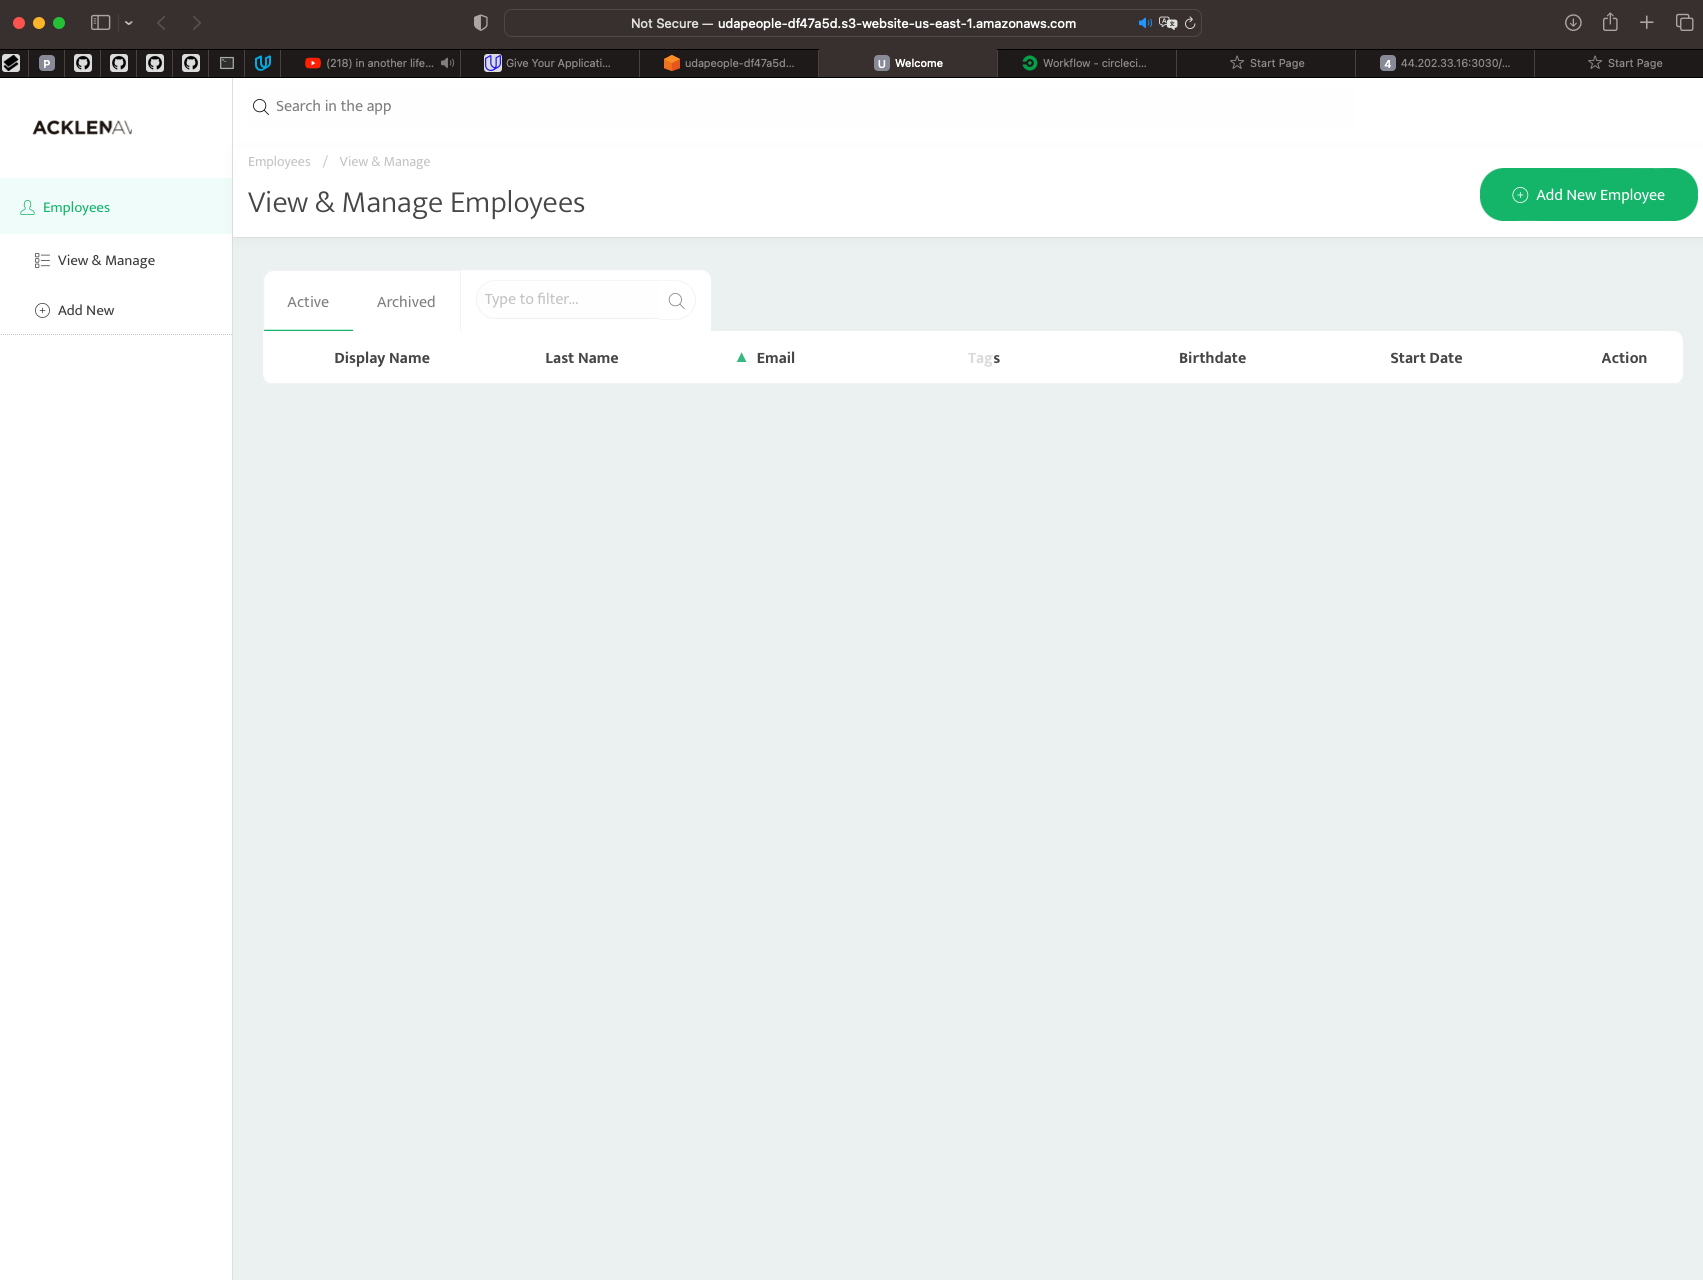 Not Secure — udapeople-df47a5d.s3-website-us-east-1.amazonaws.com
P
(218) in another life...
Give Your Applicati...
udapeople-df47a5d...
U Welcome
Workflow - circleci...
Start Page
4 44.202.33.16:3030/...
Start Page
ACKLENAV
Search in the app
Employees / View & Manage
View & Manage Employees
Add New Employee
Employees
View & Manage
Add New
Active
Archived
Type to filter...
Display Name
Last Name
▲ Email
Tags
Birthdate
Start Date
Action